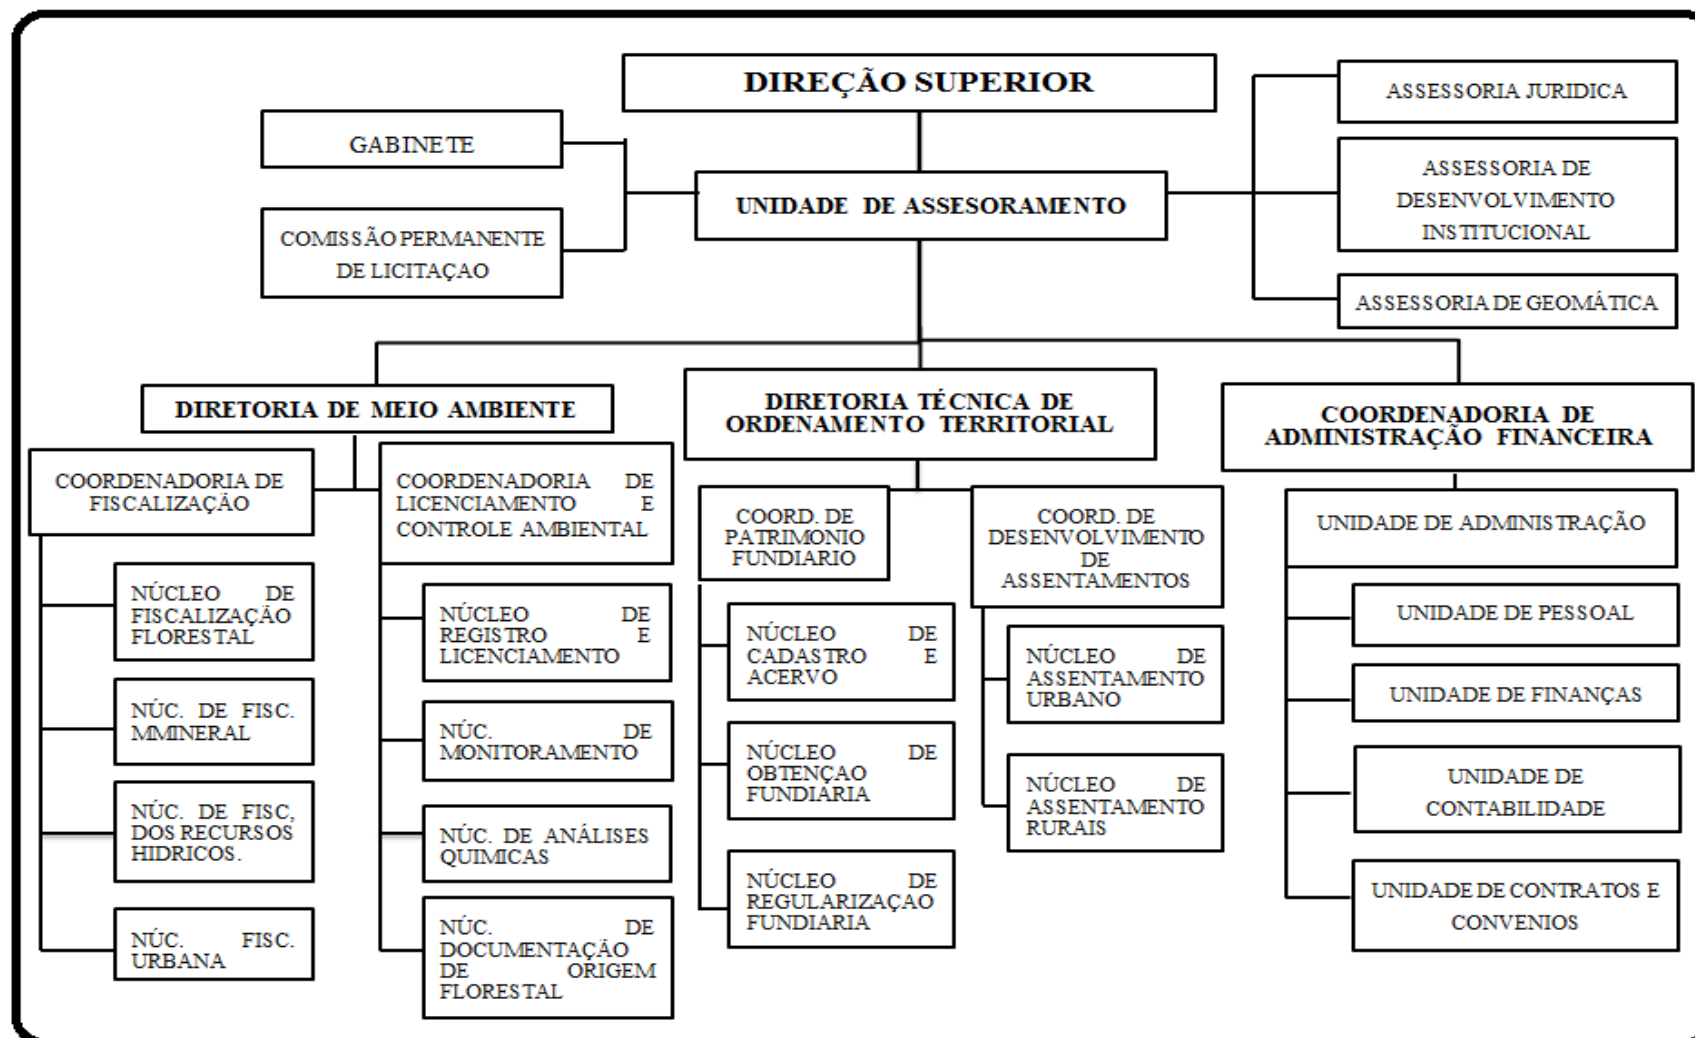 DIREÇÃO SUPERIOR
GABINETE
COMISSÃO PERMANENTE
DE LICITAÇAO
UNIDADE DE ASSESORAMENTO
ASSESSORIA JURIDICA
ASSESSORIA DE
DESENVOLVIMENTO
INSTITUCIONAL
ASSESSORIA DE GEOMÁTICA
DIRETORIA DE MEIO AMBIENTE
COORDENADORIA DE
FISCALIZAÇÃO
NÚCLEO DE
FISCALIZAÇÃO
FLORESTAL
NÚC. DE FISC.
MMINERAL
NÚC. DE FISC,
DOS RECURSOS
HIDRICOS.
NÚC. FISC.
URBANA
COORDENADORIA DE
LICENCIAMENTO E
CONTROLE AMBIENTAL
NÚCLEO DE
REGISTRO E
LICENCIAMENTO
NÚC. DE
MONITORAMENTO
NÚC. DE ANÁLISES
QUIMICAS
NÚC. DE
DOCUMENTAÇÃO
DE ORIGEM
FLORESTAL
DIRETORIA TÉCNICA DE
ORDENAMENTO TERRITORIAL
COORD. DE
PATRIMONIO
FUNDIARIO
NÚCLEO DE
CADASTRO E
ACERVO
NÚCLEO DE
OBTENÇAO
FUNDIARIA
NÚCLEO DE
REGULARIZAÇAO
FUNDIARIA
COORD. DE
DESENVOLVIMENTO
DE
ASSENTAMENTOS
NÚCLEO DE
ASSENTAMENTO
URBANO
NÚCLEO DE
ASSENTAMENTO
RURAIS
COORDENADORIA DE
ADMINISTRAÇÃO FINANCEIRA
UNIDADE DE ADMINISTRAÇÃO
UNIDADE DE PESSOAL
UNIDADE DE FINANÇAS
UNIDADE DE
CONTABILIDADE
UNIDADE DE CONTRATOS E
CONVENIOS